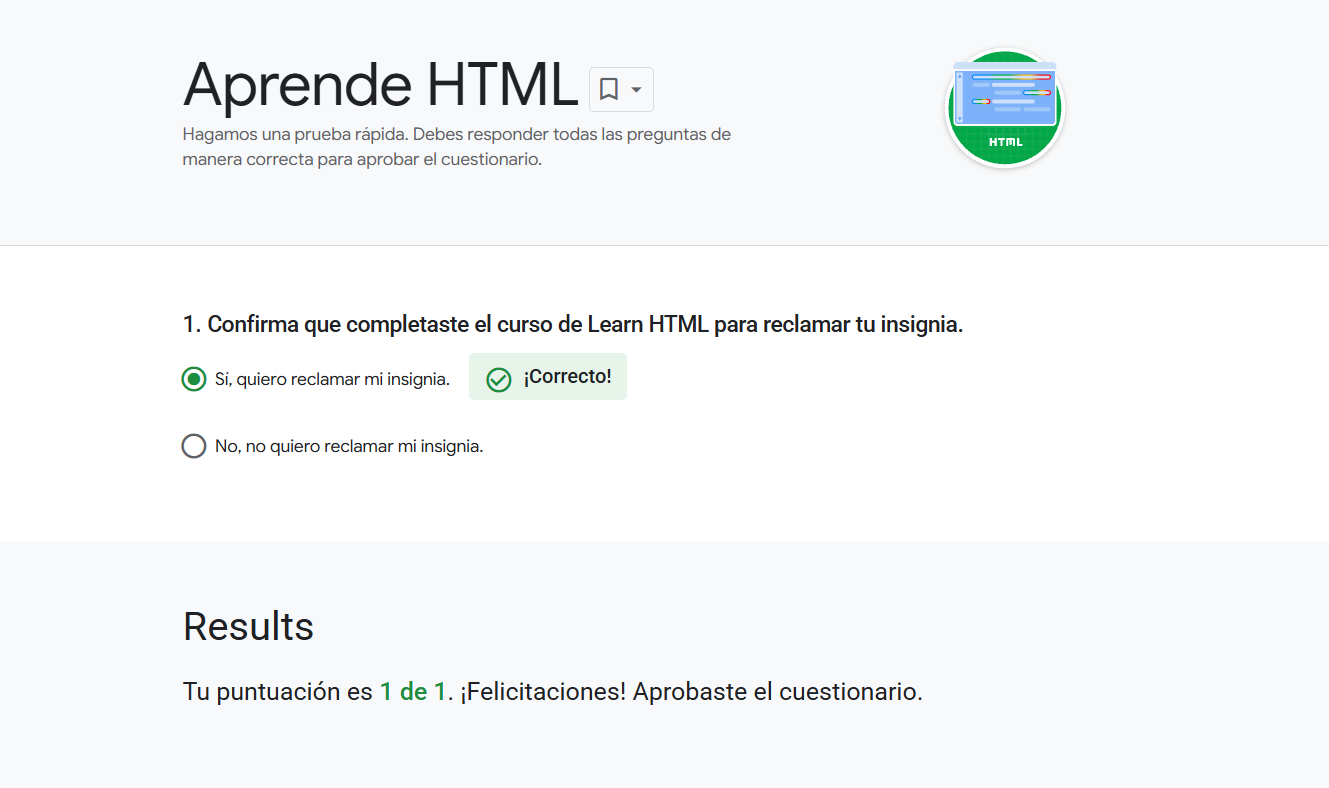 Aprende HTML
Hagamos una prueba rápida. Debes responder todas las preguntas de
manera correcta para aprobar el cuestionario.
HTML
1. Confirma que completaste el curso de Learn HTML para reclamar tu insignia.
Sí, quiero reclamar mi insignia.
¡Correcto!
No, no quiero reclamar mi insignia.
Results
Tu puntuación es 1 de 1. ¡Felicitaciones! Aprobaste el cuestionario.